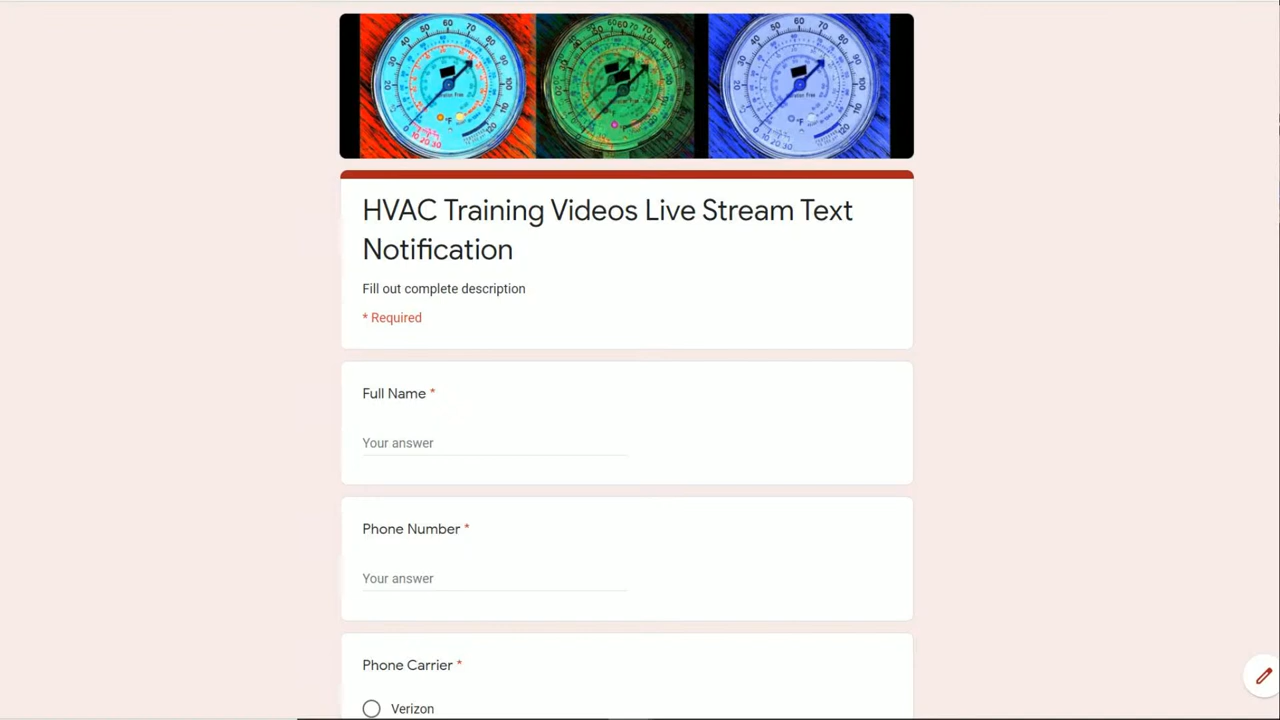 HVAC Training Videos Live Stream Text
Notification
Fill out complete description
* Required
Full Name *
Your answer
Phone Number *
Your answer
Phone Carrier *
Verizon